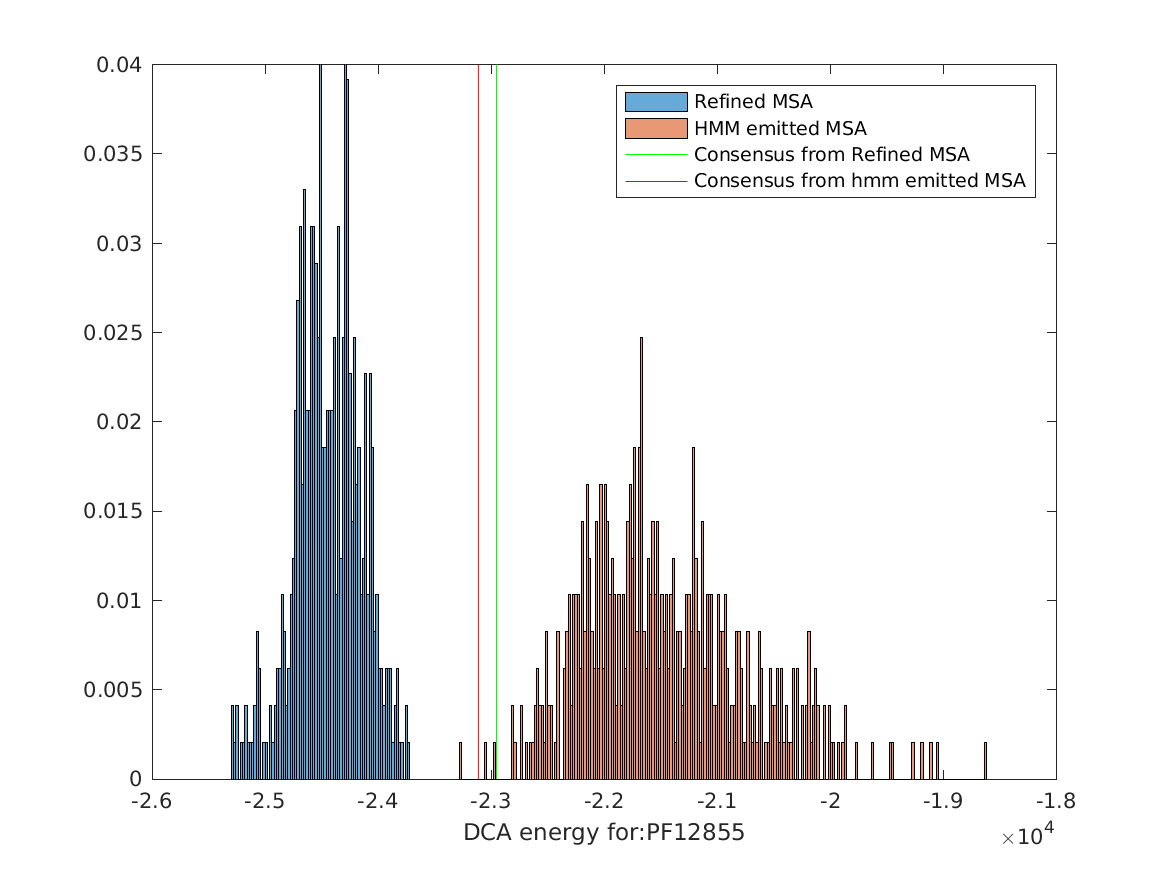 0.04
0.035
0.03
0.025
0.02
0.015
0.01
0.005
0
Refined MSA
HMM emitted MSA
Consensus from Refined MSA
Consensus from hmm emitted MSA
-2.6 -2.5 -2.4 -2.3 -2.2 -2.1 -2 -1.9 -1.8
DCA energy for:PF12855
×10^4